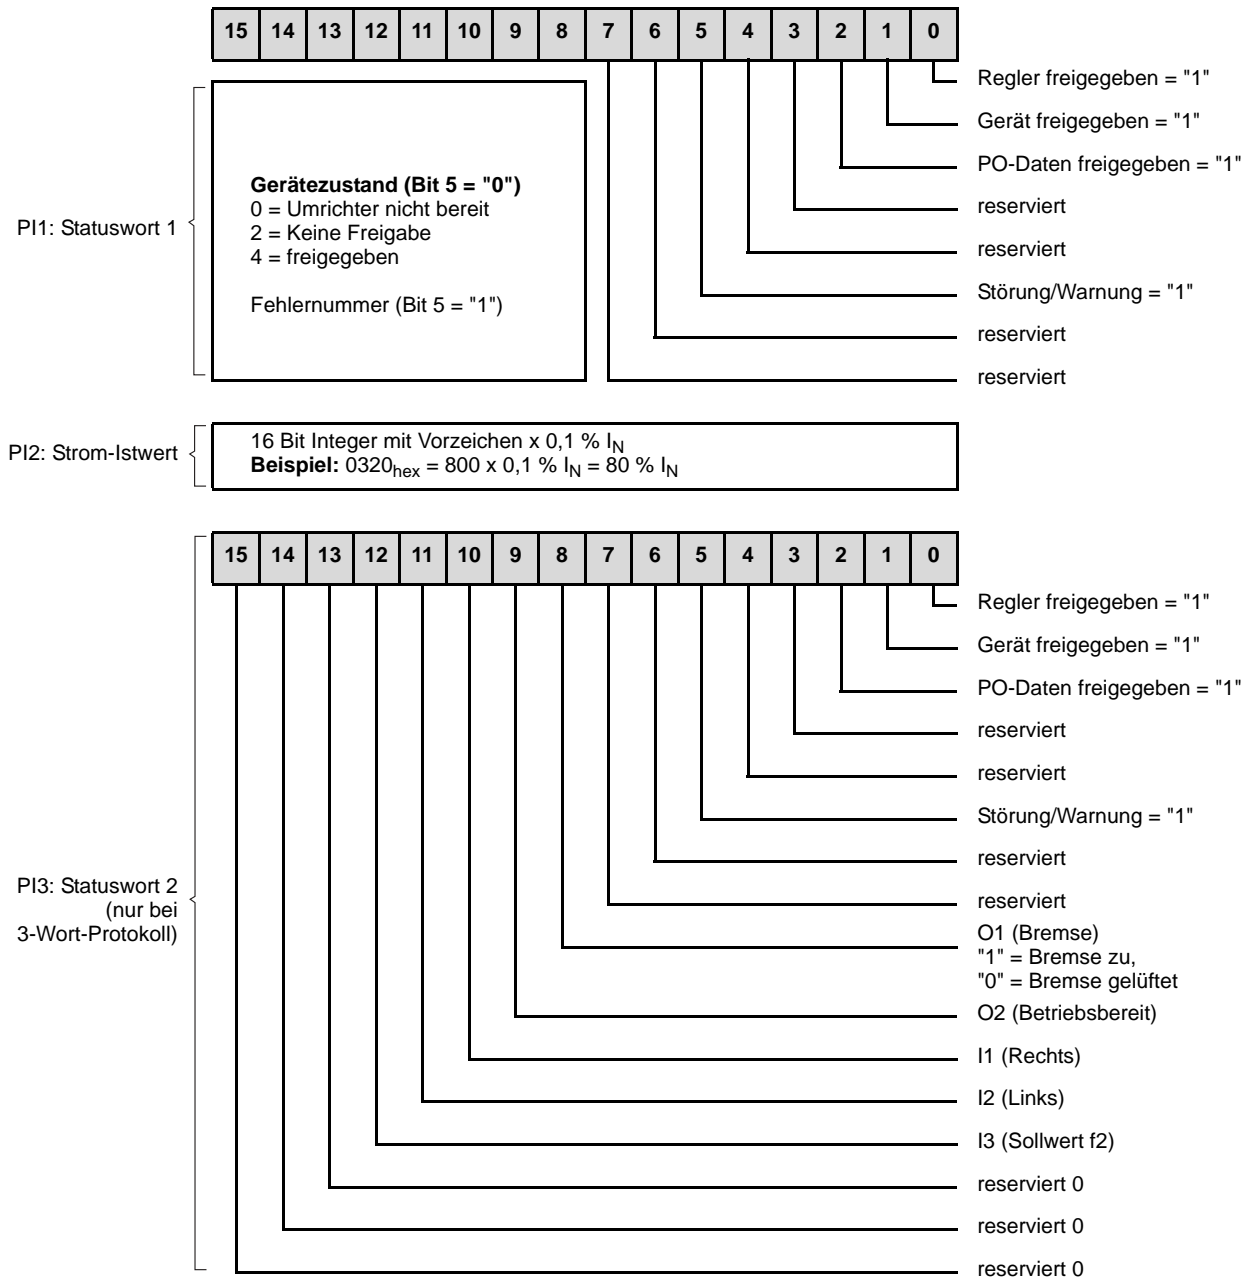 15 14 13 12 11 10 9 8 7 6 5 4 3 2 1 0
Regler freigegeben = "1"
Gerät freigegeben = "1"
PO-Daten freigegeben = "1"
reserviert
reserviert
Störung/Warnung = "1"
reserviert
reserviert
PI1: Statuswort 1
Gerätezustand (Bit 5 = "0")
0 = Umrichter nicht bereit
2 = Keine Freigabe
4 = freigegeben
Fehlernummer (Bit 5 = "1")
PI2: Strom-Istwert
16 Bit Integer mit Vorzeichen x 0,1 % IN
Beispiel: 0320hex = 800 x 0,1 % IN = 80 % IN
15 14 13 12 11 10 9 8 7 6 5 4 3 2 1 0
Regler freigegeben = "1"
Gerät freigegeben = "1"
PO-Daten freigegeben = "1"
reserviert
reserviert
Störung/Warnung = "1"
reserviert
reserviert
PI3: Statuswort 2
(nur bei
3-Wort-Protokoll)
O1 (Bremse)
"1" = Bremse zu,
"0" = Bremse gelüftet
O2 (Betriebsbereit)
I1 (Rechts)
I2 (Links)
I3 (Sollwert f2)
reserviert 0
reserviert 0
reserviert 0